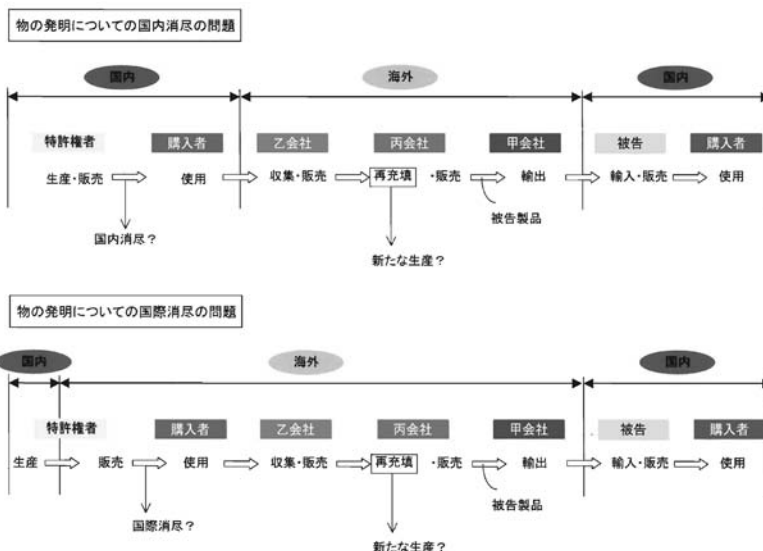 物の発明についての国内消尽の問題
国内 海外 国内
特許権者 購入者 乙会社 丙会社 甲会社 被告 購入者
生産・販売 使用 収集・販売 再充填 ・販売 輸出 輸入・販売 使用
被告製品
国内消尽?
新たな生産?
物の発明についての国際消尽の問題
国内 海外 国内
特許権者 購入者 乙会社 丙会社 甲会社 被告 購入者
生産 販売 使用 収集・販売 再充填 ・販売 輸出 輸入・販売 使用
被告製品
国際消尽?
新たな生産?